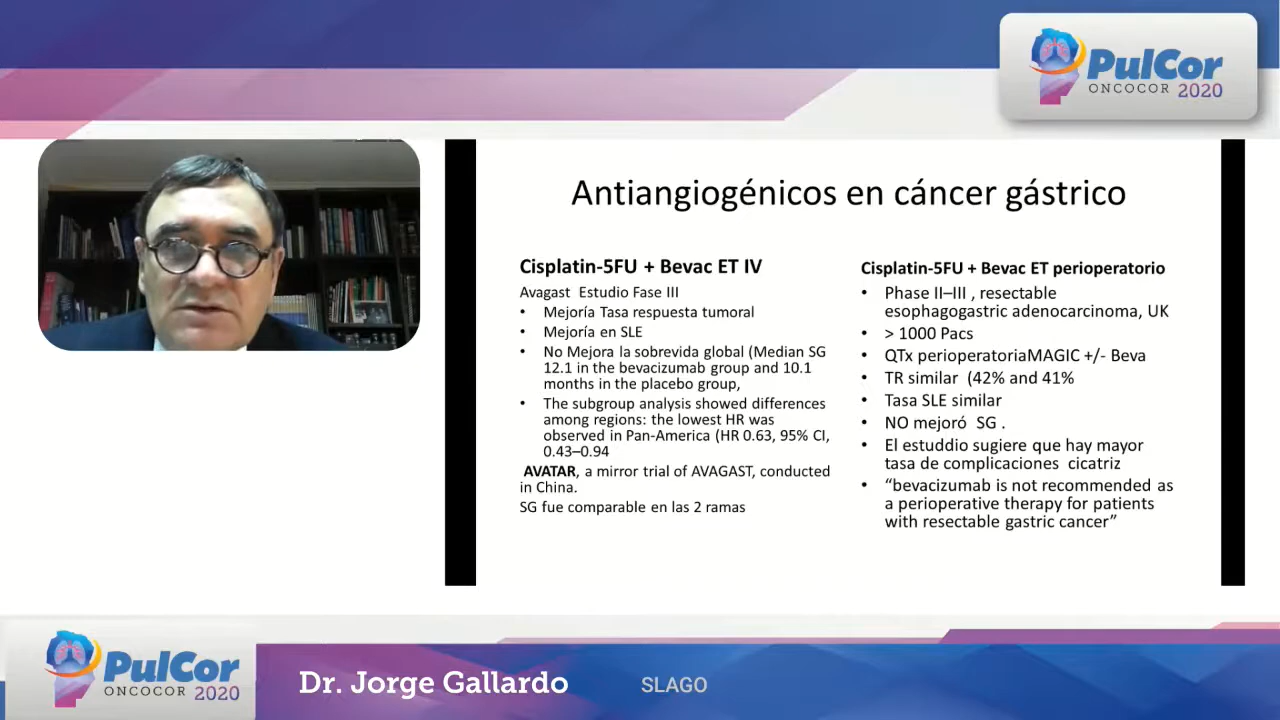 PulCor
ONCOCOR 2020
Antiangiogénicos en cáncer gástrico
Cisplatin-5FU + Bevac ET IV
Avagast Estudio Fase III
• Mejoría Tasa respuesta tumoral
• Mejoría en SLE
• No Mejora la sobrevida global (Median SG
12.1 in the bevacizumab group and 10.1
months in the placebo group,
• The subgroup analysis showed differences
among regions: the lowest HR was
observed in Pan-America (HR 0.63, 95% CI,
0.43–0.94
AVATAR, a mirror trial of AVAGAST, conducted
in China.
SG fue comparable en las 2 ramas
Cisplatin-5FU + Bevac ET perioperatorio
• Phase II–III , resectable
esophagogastric adenocarcinoma, UK
• > 1000 Pacs
• QTx perioperatoriaMAGIC +/- Beva
• TR similar (42% and 41%
• Tasa SLE similar
• NO mejoró SG .
• El estuddio sugiere que hay mayor
tasa de complicaciones cicatriz
• “bevacizumab is not recommended as
a perioperative therapy for patients
with resectable gastric cancer”
PulCor
ONCOCOR 2020
Dr. Jorge Gallardo
SLAGO